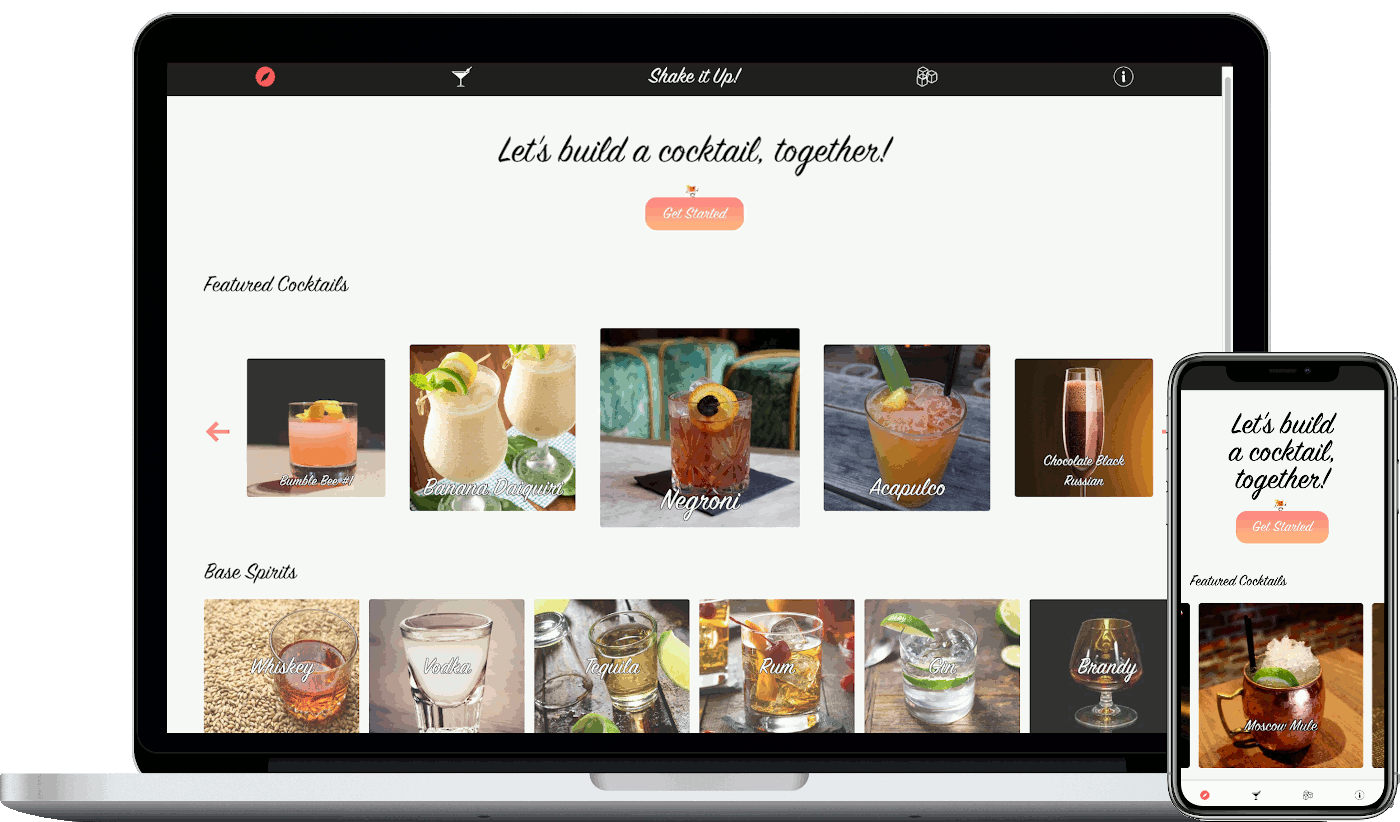 Shake it Up!
Let's build a cocktail, together!
Get Started
Featured Cocktails
Bumble Bee #1
Banana Daiquiri
Negroni
Acapulco
Chocolate Black
Russian
Base Spirits
Whiskey
Vodka
Tequila
Rum
Gin
Brandy
Let's build
a cocktail,
together!
Get Started
Featured Cocktails
Moscow Mule